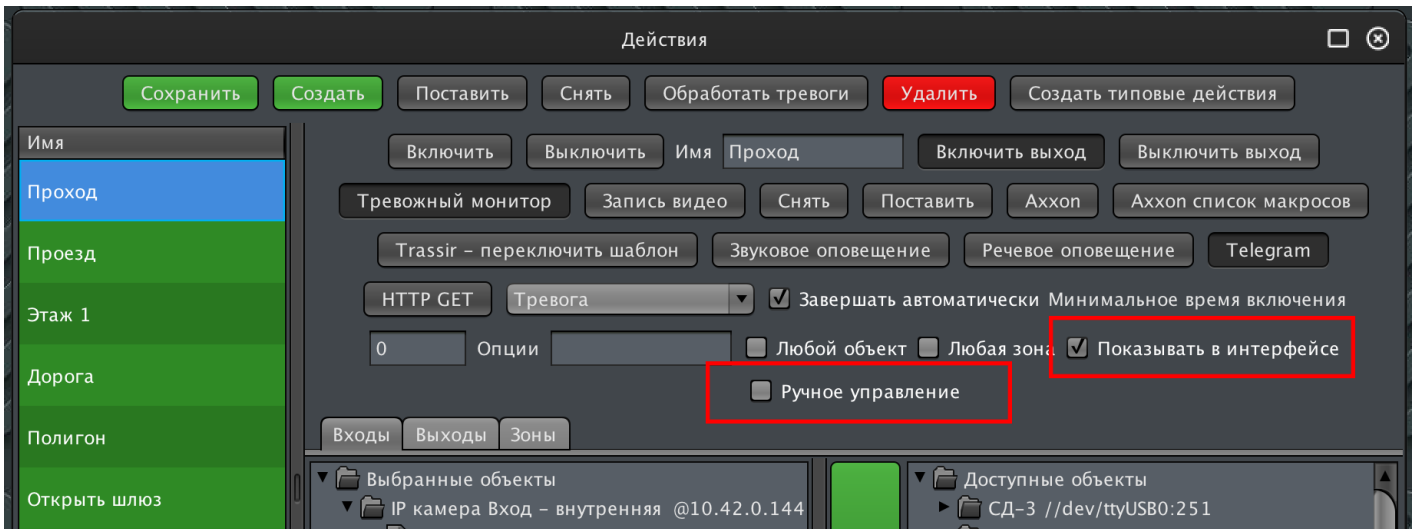 Действия
Сохранить Создать Поставить Снять Обработать тревоги Удалить Создать типовые действия
Имя
Проход
Проезд
Этаж 1
Дорога
Полигон
Открыть шлюз
Включить Выключить Имя Проход Включить выход Выключить выход
Тревожный монитор Запись видео Снять Поставить Axxon Axxon список макросов
Trassir – переключить шаблон Звуковое оповещение Речевое оповещение Telegram
HTTP GET Тревога Завершать автоматически Минимальное время включения
0 Опции Любой объект Любая зона Показывать в интерфейсе
Ручное управление
Входы Выходы Зоны
Выбранные объекты
IP камера Вход – внутренняя @10.42.0.144
Доступные объекты
СД-3 //dev/ttyUSB0:251